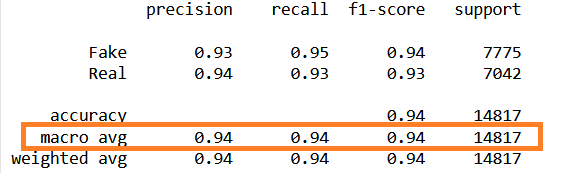 precision recall f1-score support
Fake 0.93 0.95 0.94 7775
Real 0.94 0.93 0.93 7042
accuracy 0.94 14817
macro avg 0.94 0.94 0.94 14817
weighted avg 0.94 0.94 0.94 14817